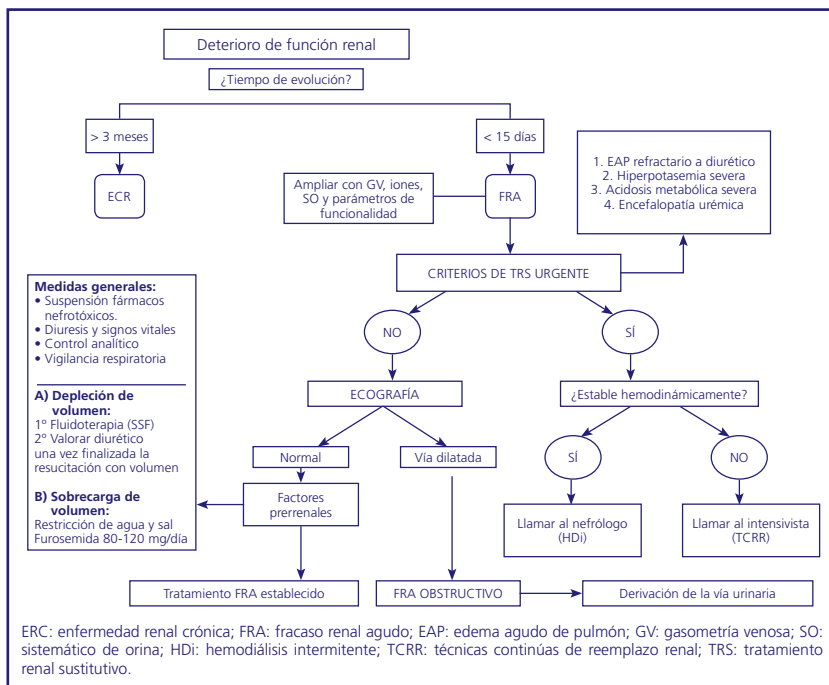 Deterioro de función renal
¿Tiempo de evolución?
> 3 meses
< 15 días
ECR
Ampliar con GV, iones,
SO y parámetros de
funcionalidad
FRA
1. EAP refractario a diurético
2. Hiperpotasemia severa
3. Acidosis metabólica severa
4. Encefalopatía urémica
CRITERIOS DE TRS URGENTE
Medidas generales:
• Suspensión fármacos
nefrotóxicos.
• Diuresis y signos vitales
• Control analítico
• Vigilancia respiratoria
A) Depleción de
volumen:
1º Fluidoterapia (SSF)
2º Valorar diurético
una vez finalizada la
resucitación con volumen
B) Sobrecarga de
volumen:
Restricción de agua y sal
Furosemida 80-120 mg/día
NO
SÍ
ECOGRAFÍA
¿Estable hemodinámicamente?
Normal
Vía dilatada
SÍ
NO
Factores
prerrenales
Llamar al nefrólogo
(HDi)
Llamar al intensivista
(TCRR)
Tratamiento FRA establecido
FRA OBSTRUCTIVO
Derivación de la vía urinaria
ERC: enfermedad renal crónica; FRA: fracaso renal agudo; EAP: edema agudo de pulmón; GV: gasometría venosa; SO:
sistemático de orina; HDi: hemodiálisis intermitente; TCRR: técnicas contínuas de reemplazo renal; TRS: tratamiento
renal sustitutivo.